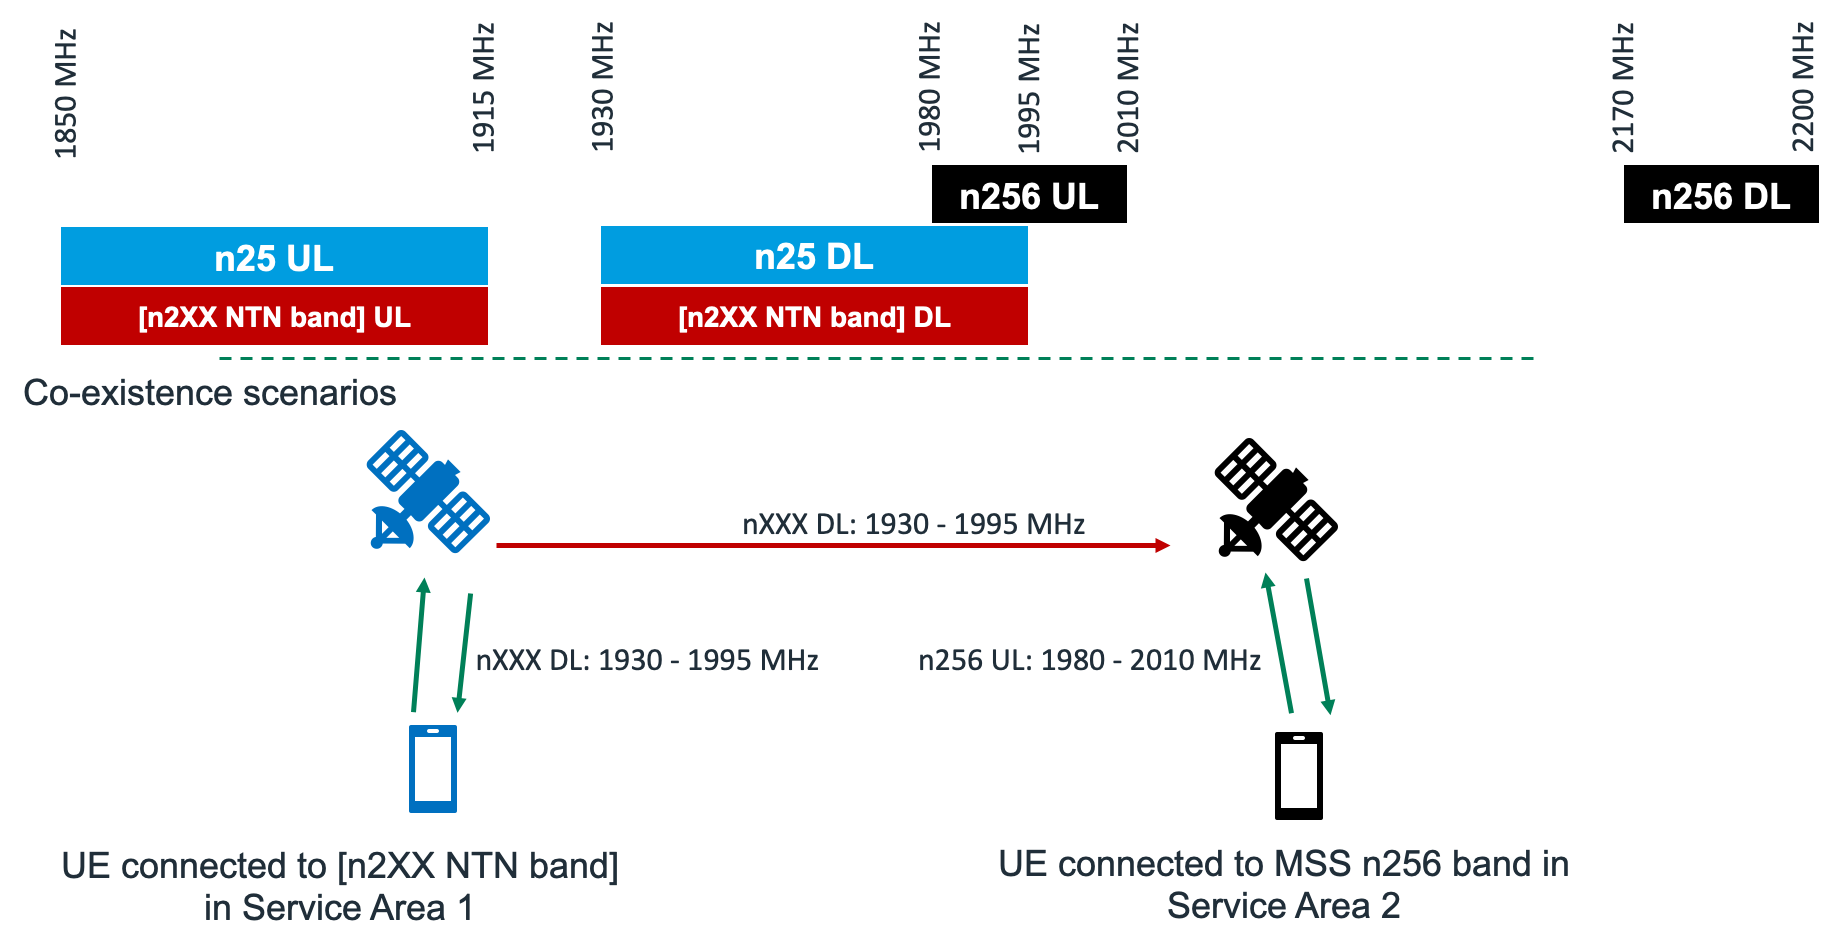 1850 MHz
1915 MHz
1930 MHz
1980 MHz
1995 MHz
2010 MHz
2170 MHz
2200 MHz
n256 UL
n256 DL
n25 UL
n25 DL
[n2XX NTN band] UL
[n2XX NTN band] DL
Co-existence scenarios
nXXX DL: 1930 - 1995 MHz
nXXX DL: 1930 - 1995 MHz
n256 UL: 1980 - 2010 MHz
UE connected to [n2XX NTN band]
in Service Area 1
UE connected to MSS n256 band in
Service Area 2